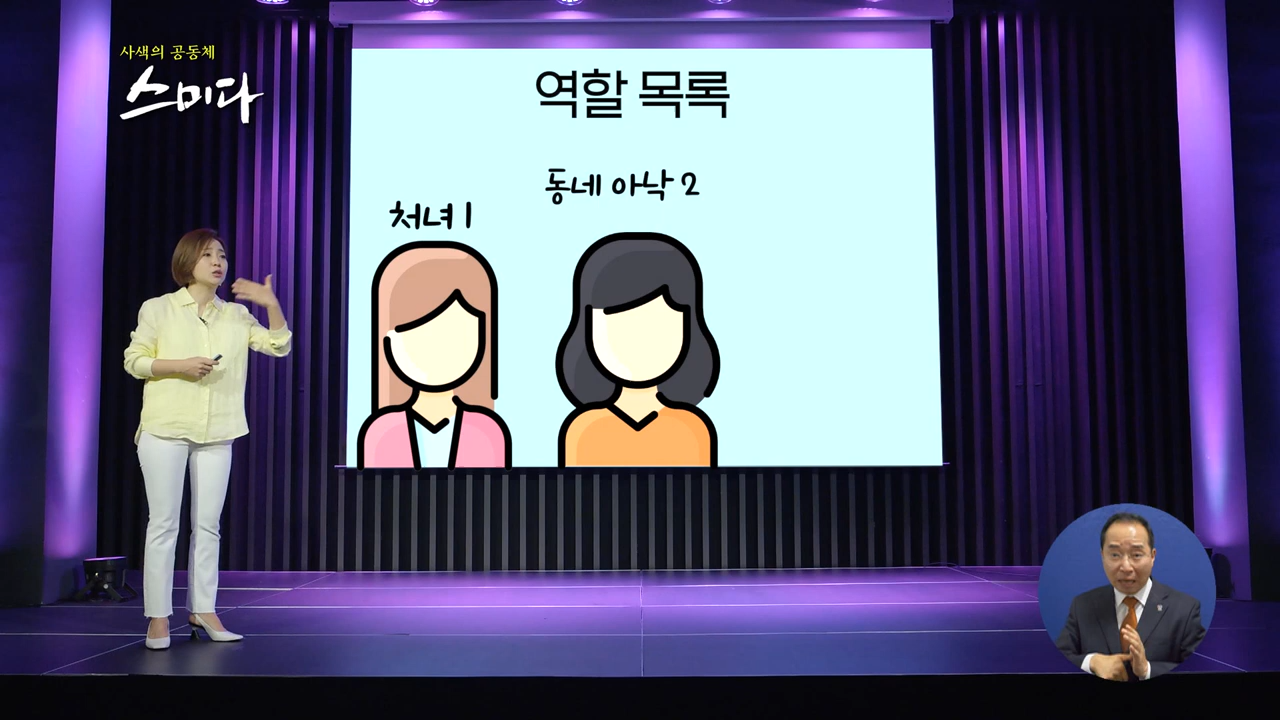 사색의 공동체
스미다
역할 목록
동네 아낙 2
처녀 1